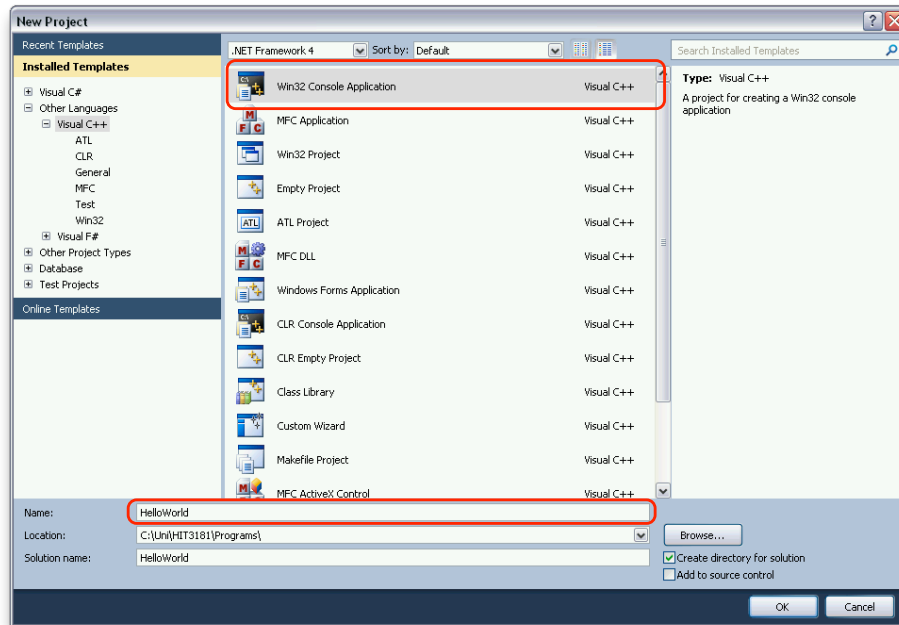 New Project
Recent Templates
Installed Templates
Visual C#
Other Languages
Visual C++
ATL
CLR
General
MFC
Test
Win32
Visual F#
Other Project Types
Database
Test Projects
Online Templates
.NET Framework 4 Sort by: Default
Win32 Console Application Visual C++
MFC Application Visual C++
Win32 Project Visual C++
Empty Project Visual C++
ATL Project Visual C++
MFC DLL Visual C++
Windows Forms Application Visual C++
CLR Console Application Visual C++
CLR Empty Project Visual C++
Class Library Visual C++
Custom Wizard Visual C++
Makefile Project Visual C++
MFC ActiveX Control Visual C++
Search Installed Templates
Type: Visual C++
A project for creating a Win32 console
application
Name: HelloWorld
Location: C:\Uni\HIT3181\Programs\ Browse...
Solution name: HelloWorld
Create directory for solution
Add to source control
OK Cancel